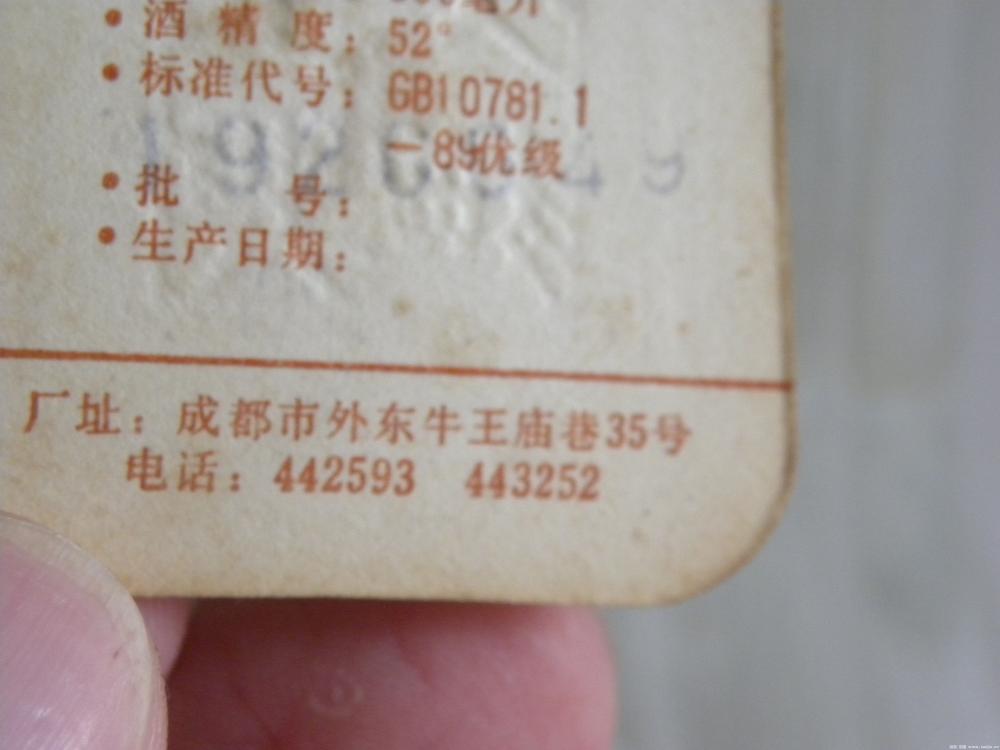 • 酒精度：52°
• 标准代号：GB10781.1
—89优级
• 批号：
• 生产日期：
厂址：成都市外东牛王庙巷35号
电话：442593 443252